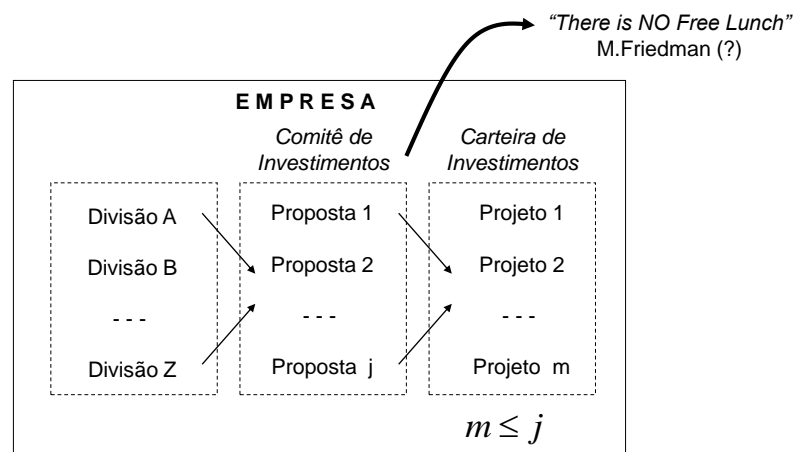 “There is NO Free Lunch”
M.Friedman (?)
E M P R E S A
Comitê de
Investimentos
Carteira de
Investimentos
Divisão A
Divisão B
- - -
Divisão Z
Proposta 1
Proposta 2
- - -
Proposta j
Projeto 1
Projeto 2
- - -
Projeto m
m ≤ j